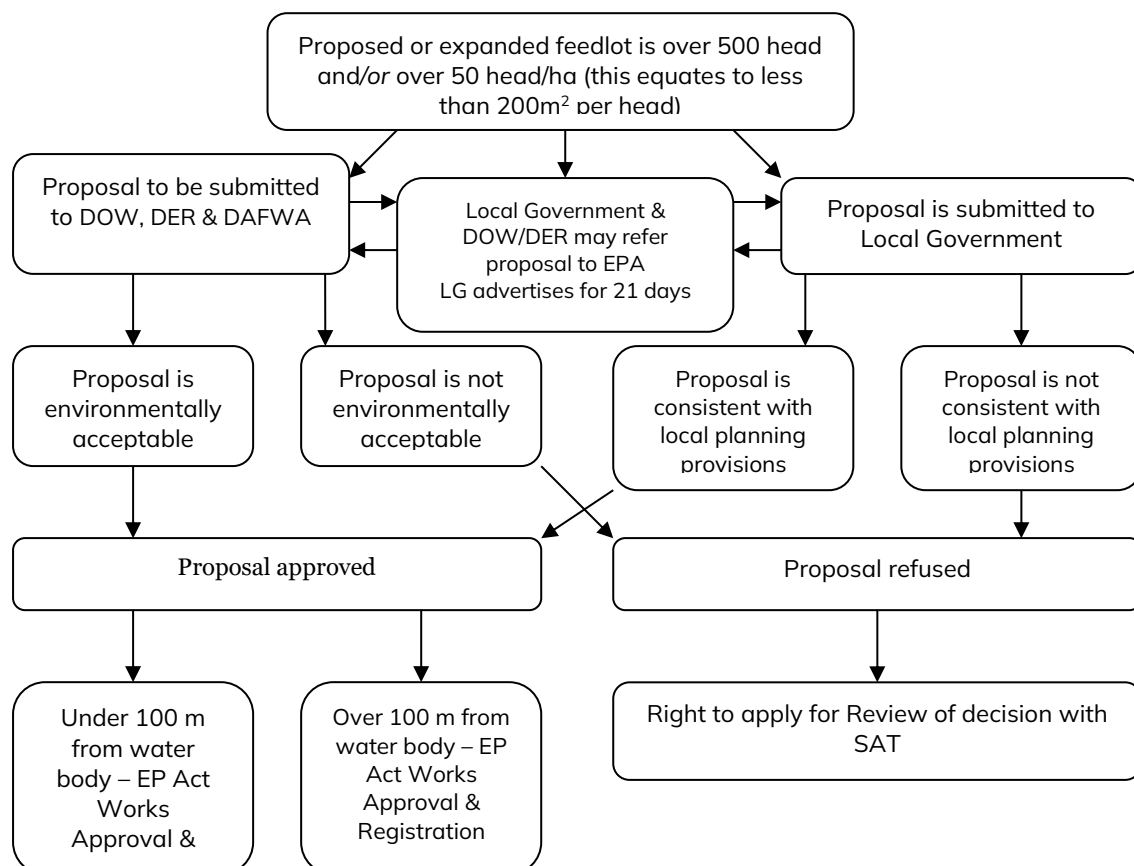 Proposed or expanded feedlot is over 500 head
and/or over 50 head/ha (this equates to less
than 200m² per head)
Proposal to be submitted
to DOW, DER & DAFWA
Local Government &
DOW/DER may refer
proposal to EPA
LG advertises for 21 days
Proposal is submitted to
Local Government
Proposal is
environmentally
acceptable
Proposal is not
environmentally
acceptable
Proposal is
consistent with
local planning
provisions
Proposal is not
consistent with
local planning
provisions
Proposal approved
Proposal refused
Under 100 m
from water
body – EP Act
Works
Approval &
Over 100 m from
water body – EP
Act Works
Approval &
Registration
Right to apply for Review of decision with
SAT